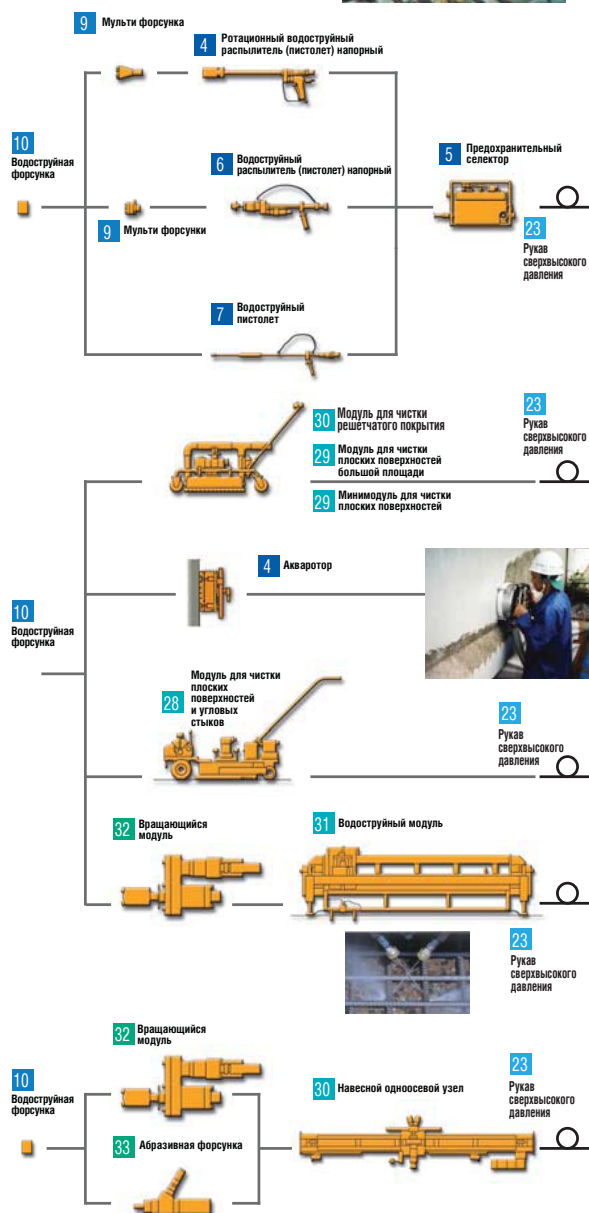 9 Мульти форсунка
4 Ротационный водоструйный
распылитель (пистолет) напорный
10
Водоструйная
форсунка
6 Водоструйный
распылитель (пистолет) напорный
5 Предохранительный
селектор
9 Мульти форсунки
23
Рукав
сверхвысокого
давления
7 Водоструйный
пистолет
30 Модуль для чистки
решетчатого покрытия
29 Модуль для чистки
плоских поверхностей
большой площади
29 Минимодуль для чистки
плоских поверхностей
23
Рукав
сверхвысокого
давления
4 Акваротор
10
Водоструйная
форсунка
28 Модуль для чистки
плоских
поверхностей
и угловых
стыков
23
Рукав
сверхвысокого
давления
32 Вращающийся
модуль
31 Водоструйный модуль
23
Рукав
сверхвысокого
давления
32 Вращающийся
модуль
10
Водоструйная
форсунка
30 Навесной одноосевой узел
23
Рукав
сверхвысокого
давления
33 Абразивная форсунка